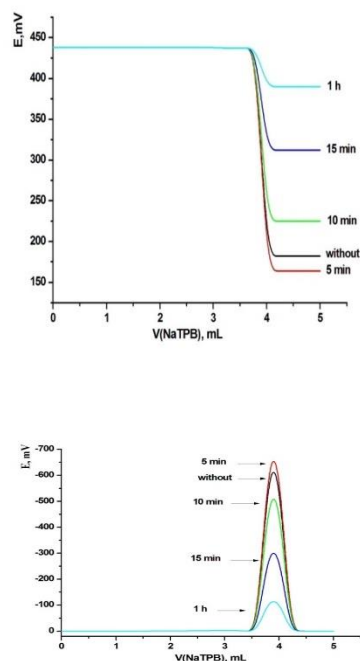 E,mV
450
400
350
300
250
200
150
1 h
15 min
10 min
without
5 min
0 1 2 3 4 5
V(NaTPB), mL
E, mV
-700
-600
-500
-400
-300
-200
-100
0
5 min
without
10 min
15 min
1 h
0 1 2 3 4 5
V(NaTPB), mL